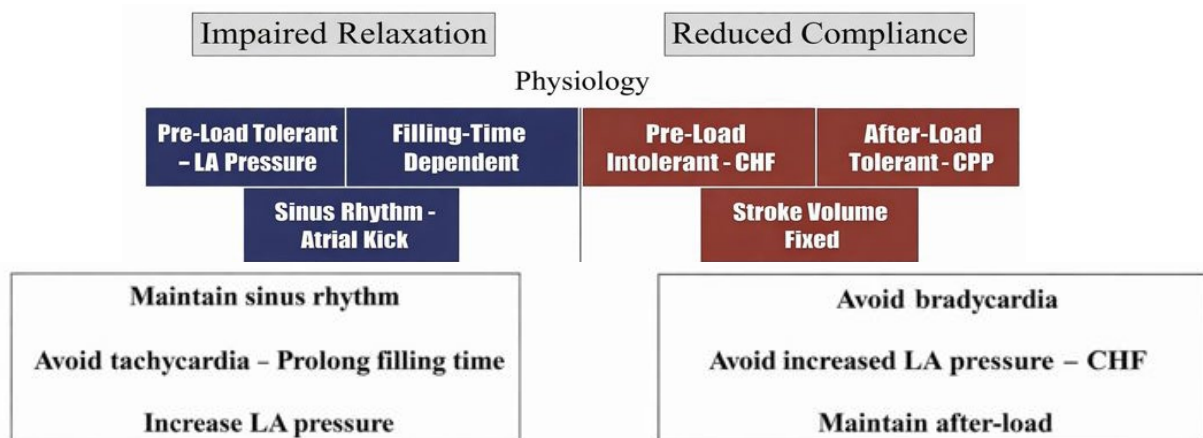 Impaired Relaxation
Reduced Compliance
Physiology
Pre-Load Tolerant
– LA Pressure
Filling-Time
Dependent
Pre-Load
Intolerant - CHF
After-Load
Tolerant - CPP
Sinus Rhythm -
Atrial Kick
Stroke Volume
Fixed
Maintain sinus rhythm
Avoid tachycardia – Prolong filling time
Increase LA pressure
Avoid bradycardia
Avoid increased LA pressure – CHF
Maintain after-load